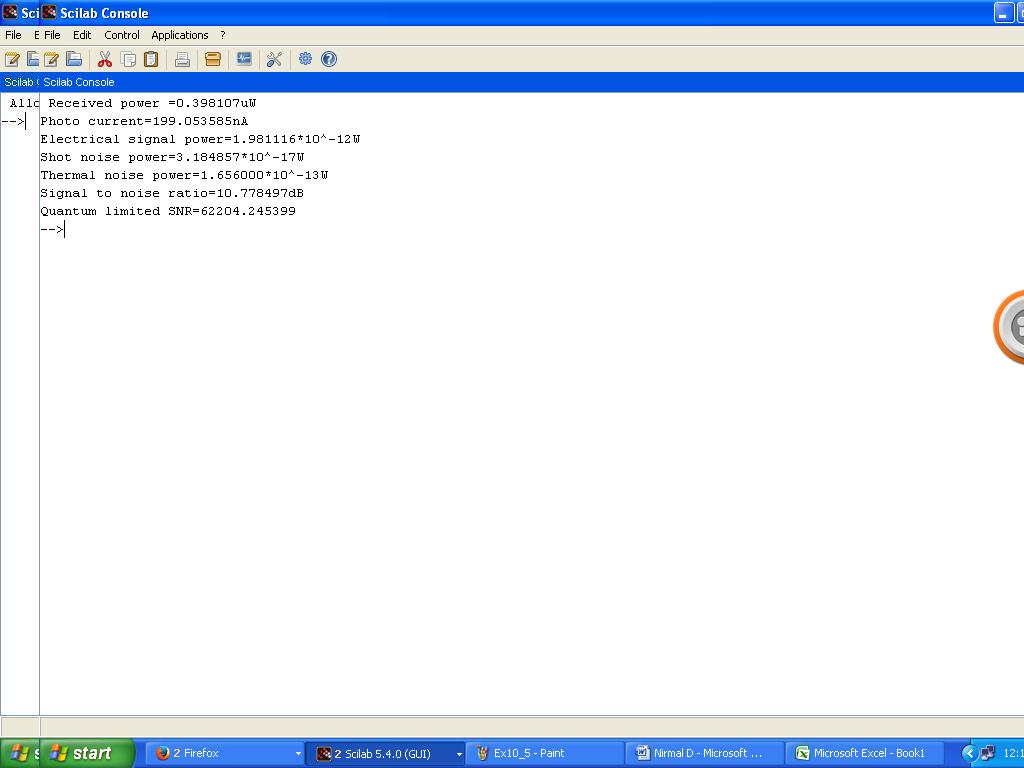 Sci Scilab Console
File E File Edit Control Applications ?
Scilab Scilab Console
Allo Received power =0.398107uW
-->
Photo current=199.053585nA
Electrical signal power=1.981116*10^-12W
Shot noise power=3.184857*10^-17W
Thermal noise power=1.656000*10^-13W
Signal to noise ratio=10.778497dB
Quantum limited SNR=62204.245399
-->
s start 2 Firefox 2 Scilab 5.4.0 (GUI) Ex10_5 - Paint Nirmal D - Microsoft ... Microsoft Excel - Book1 12:1